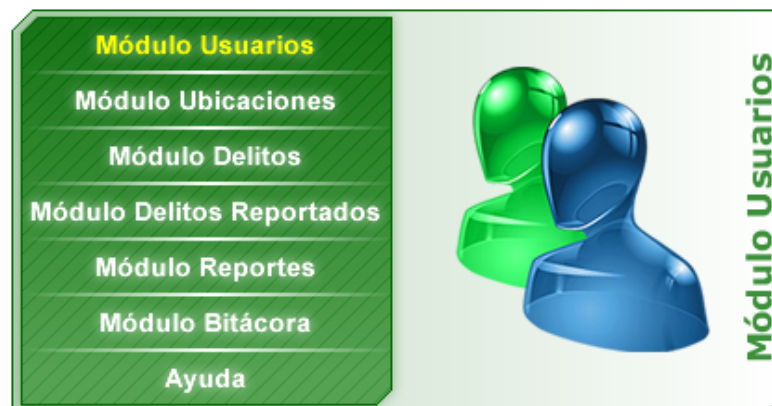 Módulo Usuarios
Módulo Ubicaciones
Módulo Delitos
Módulo Delitos Reportados
Módulo Reportes
Módulo Bitácora
Ayuda
Módulo Usuarios